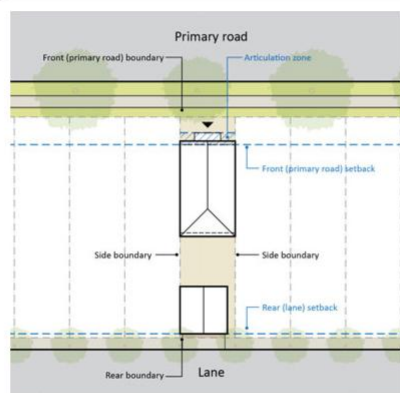 Primary road
Front (primary road) boundary
Articulation zone
Front (primary road) setback
Side boundary
Side boundary
Rear (lane) setback
Rear boundary
Lane